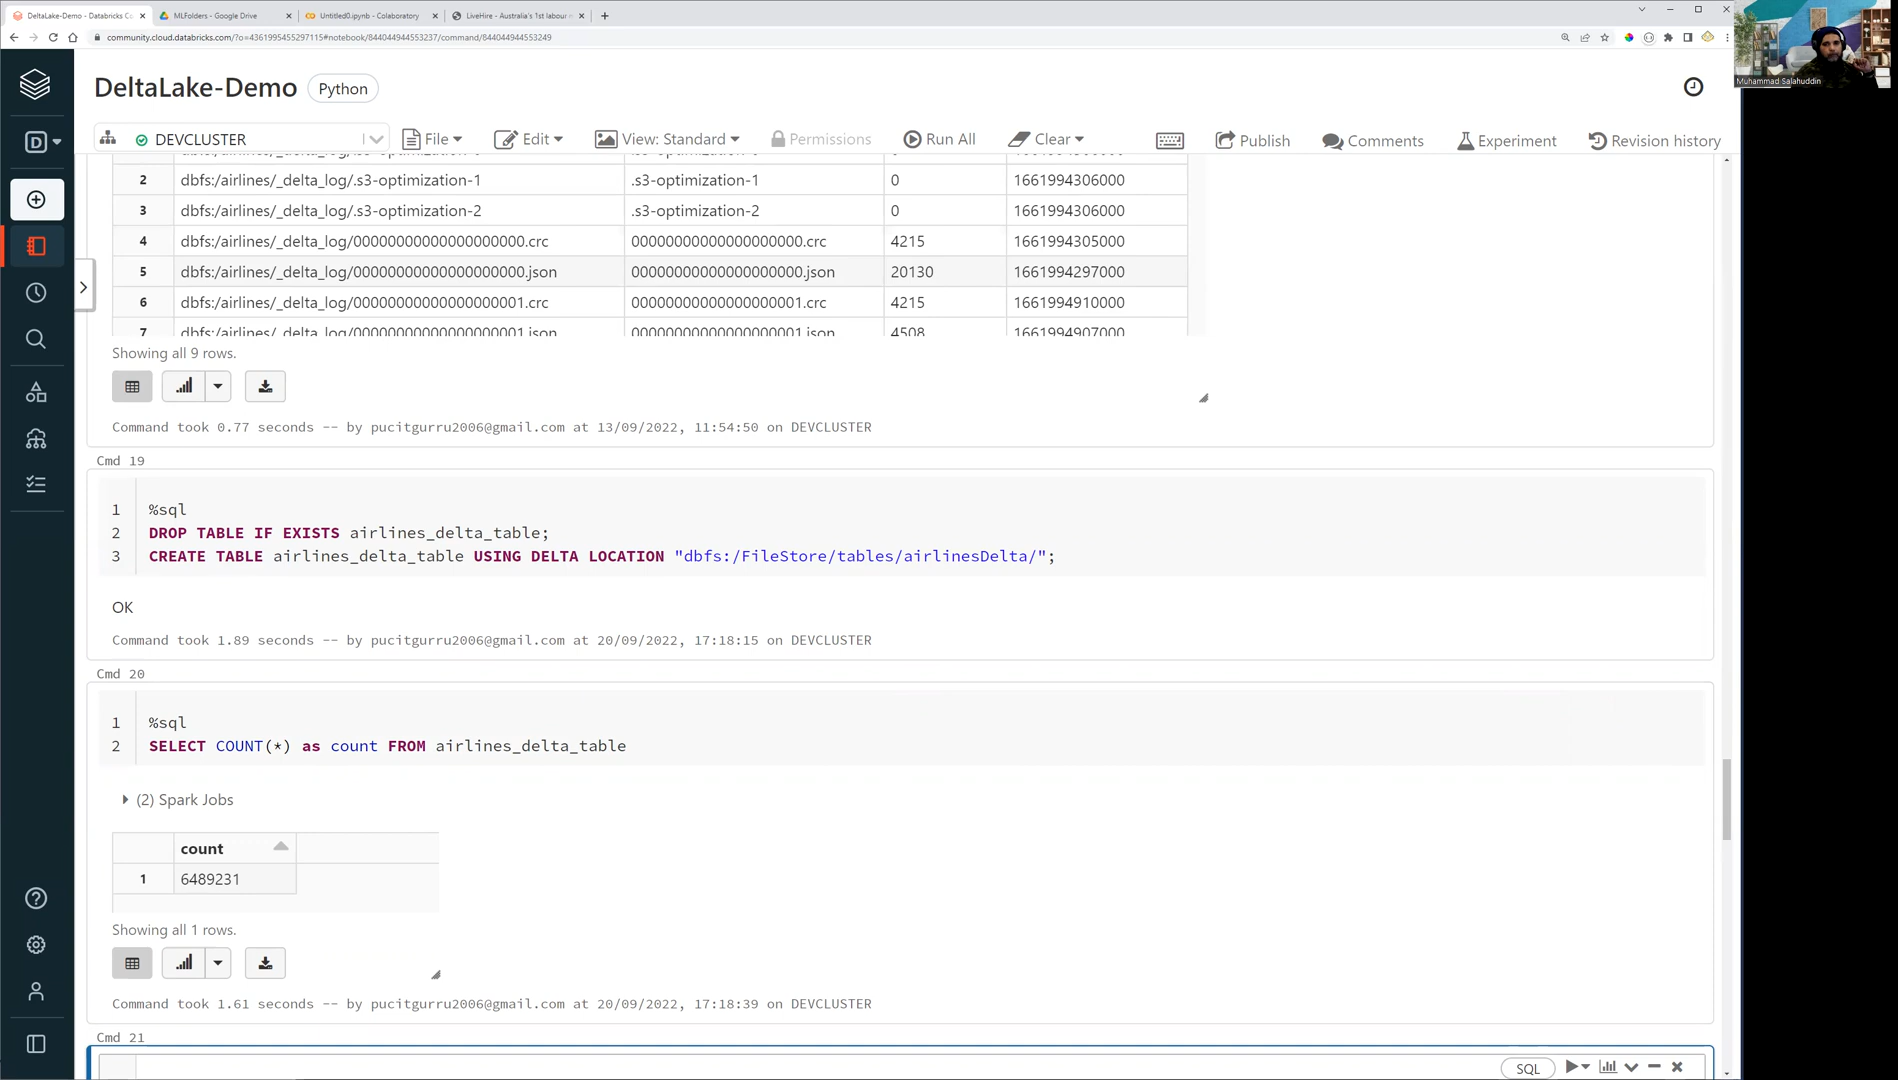 DeltaLake-Demo - Databricks Co
MLFolders - Google Drive
Untitled0.ipynb - Colaboratory
LiveHire - Australia's 1st labour m
community.cloud.databricks.com/?o=4361995455297115#notebook/844044944553237/command/844044944553249
Muhammad Salahuddin
DeltaLake-Demo Python
DEVCLUSTER File Edit View: Standard Permissions Run All Clear Publish Comments Experiment Revision history
2 dbfs:/airlines/_delta_log/.s3-optimization-1 .s3-optimization-1 0 1661994306000
3 dbfs:/airlines/_delta_log/.s3-optimization-2 .s3-optimization-2 0 1661994306000
4 dbfs:/airlines/_delta_log/00000000000000000000.crc 00000000000000000000.crc 4215 1661994305000
5 dbfs:/airlines/_delta_log/00000000000000000000.json 00000000000000000000.json 20130 1661994297000
6 dbfs:/airlines/_delta_log/00000000000000000001.crc 00000000000000000001.crc 4215 1661994910000
7 dbfs:/airlines/_delta_log/00000000000000000001.json 00000000000000000001.json 4508 1661994907000
Showing all 9 rows.
Command took 0.77 seconds -- by pucitgurru2006@gmail.com at 13/09/2022, 11:54:50 on DEVCLUSTER
Cmd 19
1 %sql
2 DROP TABLE IF EXISTS airlines_delta_table;
3 CREATE TABLE airlines_delta_table USING DELTA LOCATION "dbfs:/FileStore/tables/airlinesDelta/";
OK
Command took 1.89 seconds -- by pucitgurru2006@gmail.com at 20/09/2022, 17:18:15 on DEVCLUSTER
Cmd 20
1 %sql
2 SELECT COUNT(*) as count FROM airlines_delta_table
(2) Spark Jobs
count
1 6489231
Showing all 1 rows.
Command took 1.61 seconds -- by pucitgurru2006@gmail.com at 20/09/2022, 17:18:39 on DEVCLUSTER
Cmd 21
SQL